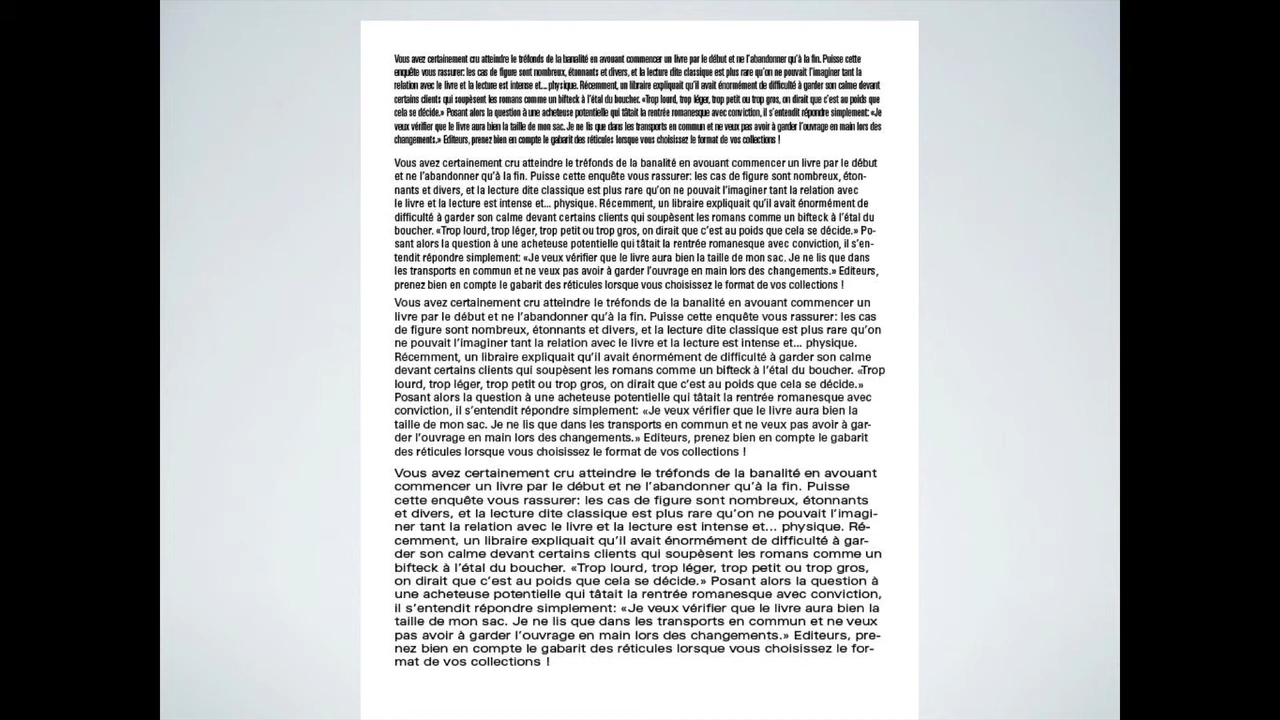 Vous avez certainement cru atteindre le tréfonds de la banalité en avouant commencer un livre par le début et ne l’abandonner qu’à la fin. Puisse cette
enquête vous rassurer: les cas de figure sont nombreux, étonnants et divers, et la lecture dite classique est plus rare qu’on ne pouvait l’imaginer tant la
relation avec le livre et la lecture est intense et... physique. Récemment, un libraire expliquait qu’il avait énormément de difficulté à garder son calme devant
certains clients qui soupèsent les romans comme un bifteck à l’étal du boucher. «Trop lourd, trop léger, trop petit ou trop gros, on dirait que c’est au poids que
cela se décide.» Posant alors la question à une acheteuse potentielle qui tâtait la rentrée romanesque avec conviction, il s’entendit répondre simplement: «Je
veux vérifier que le livre aura bien la taille de mon sac. Je ne lis que dans les transports en commun et ne veux pas avoir à garder l’ouvrage en main lors des
changements.» Editeurs, prenez bien en compte le gabarit des réticules lorsque vous choisissez le format de vos collections !
Vous avez certainement cru atteindre le tréfonds de la banalité en avouant commencer un livre par le début
et ne l’abandonner qu’à la fin. Puisse cette enquête vous rassurer: les cas de figure sont nombreux, éton-
nants et divers, et la lecture dite classique est plus rare qu’on ne pouvait l’imaginer tant la relation avec
le livre et la lecture est intense et... physique. Récemment, un libraire expliquait qu’il avait énormément de
difficulté à garder son calme devant certains clients qui soupèsent les romans comme un bifteck à l’étal du
boucher. «Trop lourd, trop léger, trop petit ou trop gros, on dirait que c’est au poids que cela se décide.» Po-
sant alors la question à une acheteuse potentielle qui tâtait la rentrée romanesque avec conviction, il s’en-
tendit répondre simplement: «Je veux vérifier que le livre aura bien la taille de mon sac. Je ne lis que dans
les transports en commun et ne veux pas avoir à garder l’ouvrage en main lors des changements.» Editeurs,
prenez bien en compte le gabarit des réticules lorsque vous choisissez le format de vos collections !
Vous avez certainement cru atteindre le tréfonds de la banalité en avouant commencer un
livre par le début et ne l’abandonner qu’à la fin. Puisse cette enquête vous rassurer: les cas
de figure sont nombreux, étonnants et divers, et la lecture dite classique est plus rare qu’on
ne pouvait l’imaginer tant la relation avec le livre et la lecture est intense et... physique.
Récemment, un libraire expliquait qu’il avait énormément de difficulté à garder son calme
devant certains clients qui soupèsent les romans comme un bifteck à l’étal du boucher. «Trop
lourd, trop léger, trop petit ou trop gros, on dirait que c’est au poids que cela se décide.»
Posant alors la question à une acheteuse potentielle qui tâtait la rentrée romanesque avec
conviction, il s’entendit répondre simplement: «Je veux vérifier que le livre aura bien la
taille de mon sac. Je ne lis que dans les transports en commun et ne veux pas avoir à gar-
der l’ouvrage en main lors des changements.» Editeurs, prenez bien en compte le gabarit
des réticules lorsque vous choisissez le format de vos collections !
Vous avez certainement cru atteindre le tréfonds de la banalité en avouant
commencer un livre par le début et ne l’abandonner qu’à la fin. Puisse
cette enquête vous rassurer: les cas de figure sont nombreux, étonnants
et divers, et la lecture dite classique est plus rare qu’on ne pouvait l’imagi-
ner tant la relation avec le livre et la lecture est intense et... physique. Ré-
cemment, un libraire expliquait qu’il avait énormément de difficulté à gar-
der son calme devant certains clients qui soupèsent les romans comme un
bifteck à l’étal du boucher. «Trop lourd, trop léger, trop petit ou trop gros,
on dirait que c’est au poids que cela se décide.» Posant alors la question à
une acheteuse potentielle qui tâtait la rentrée romanesque avec conviction,
il s’entendit répondre simplement: «Je veux vérifier que le livre aura bien la
taille de mon sac. Je ne lis que dans les transports en commun et ne veux
pas avoir à garder l’ouvrage en main lors des changements.» Editeurs, pre-
nez bien en compte le gabarit des réticules lorsque vous choisissez le for-
mat de vos collections !